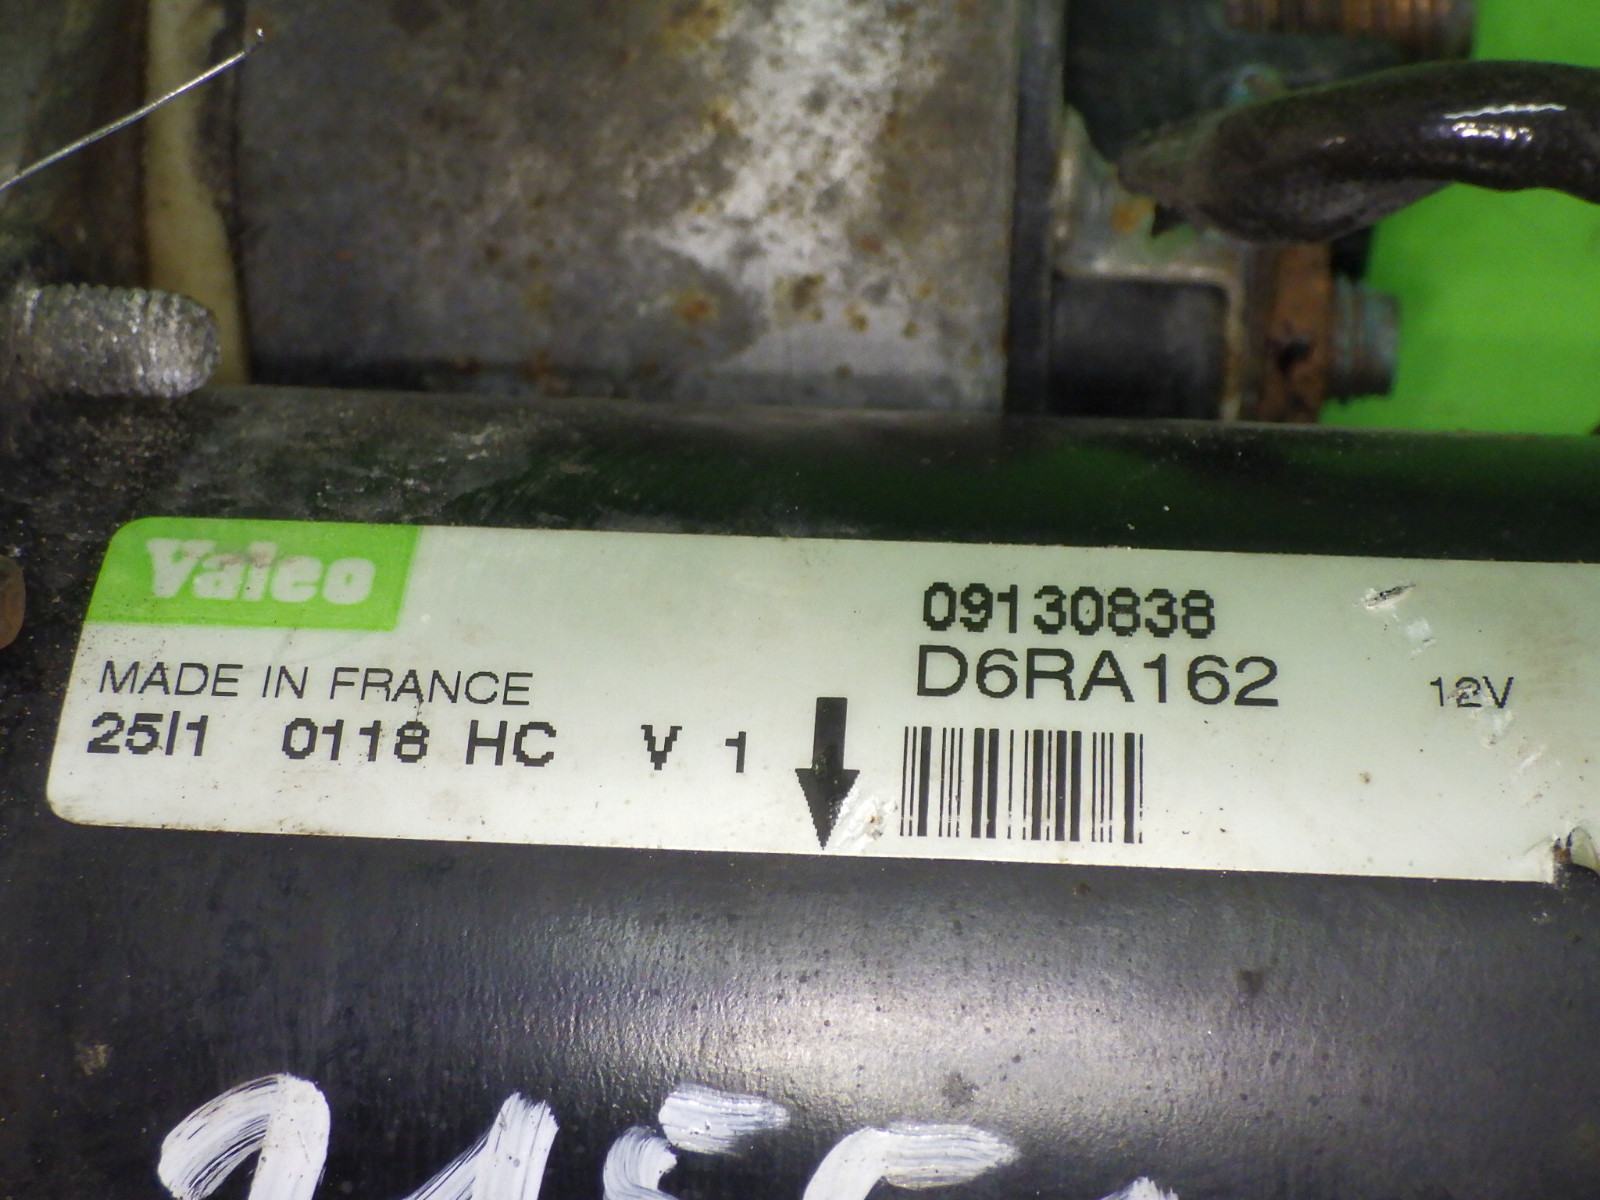 Valeo
09130838
D6RA162
12V
MADE IN FRANCE
25/1 0118 HC V 1